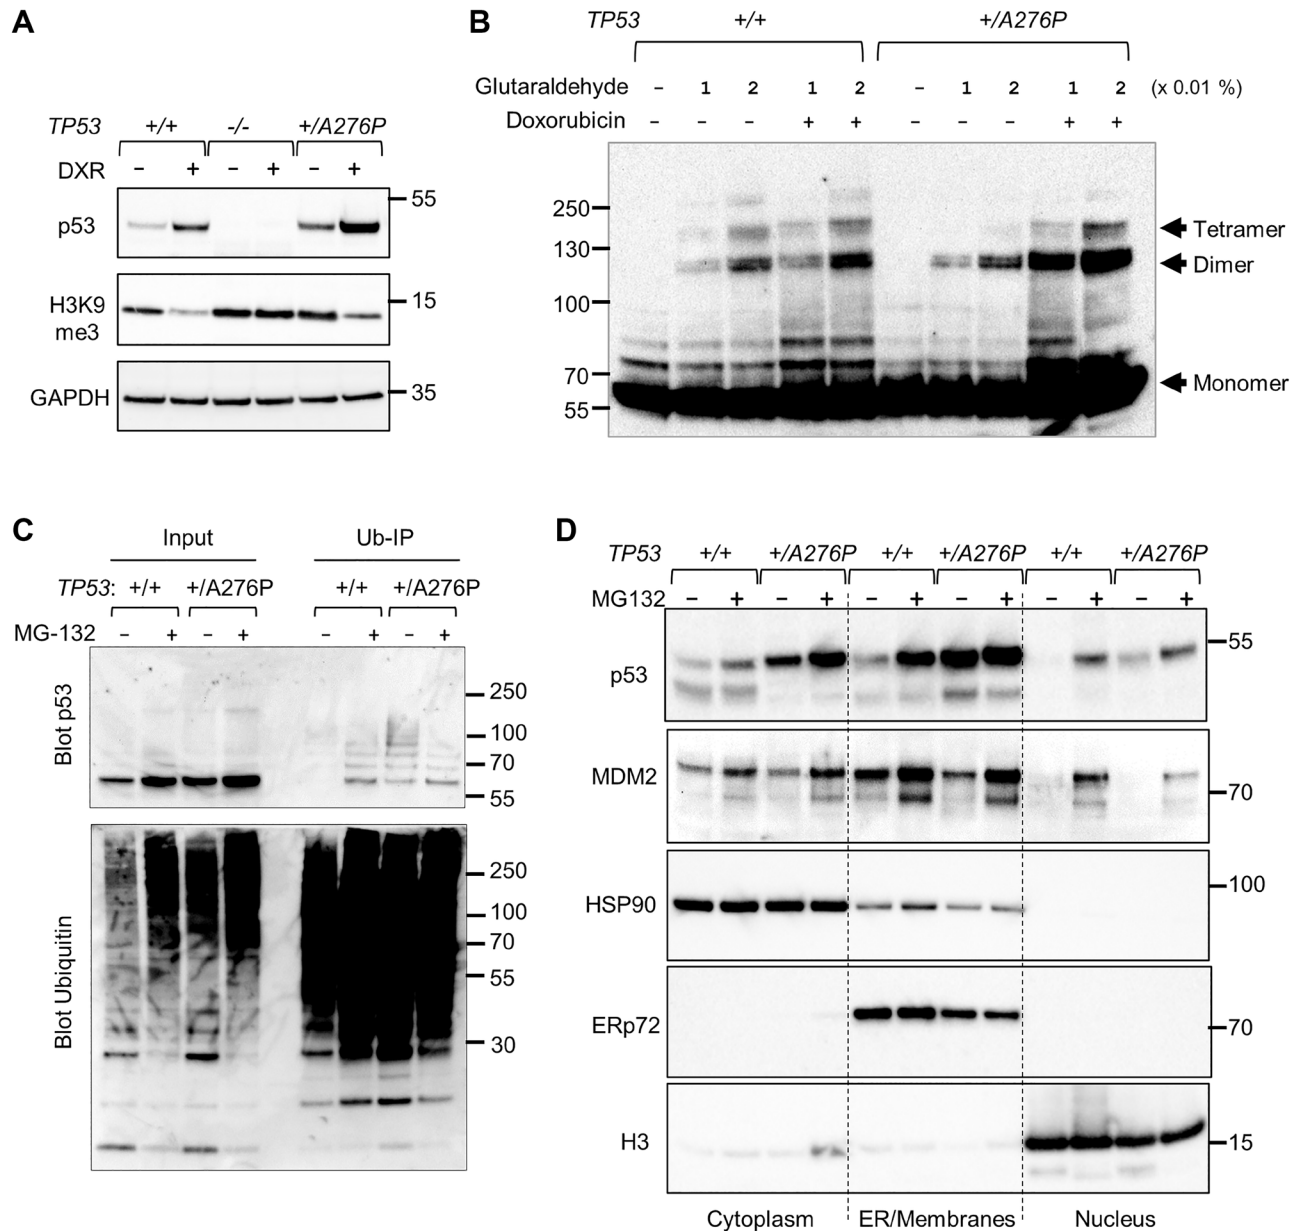 A
TP53 +/+ -/- +/A276P
DXR – + – + – +
p53
55
H3K9
me3
15
GAPDH
35
B
TP53 +/+ +/A276P
Glutaraldehyde – 1 2 1 2 – 1 2 1 2 (x 0.01 %)
Doxorubicin – – – + + – – – + +
250
130
100
70
55
Tetramer
Dimer
Monomer
C
Input Ub-IP
TP53: +/+ +/A276P +/+ +/A276P
MG-132 – + – + – + – +
Blot p53
250
100
70
55
Blot Ubiquitin
250
100
70
55
30
D
TP53 +/+ +/A276P +/+ +/A276P +/+ +/A276P
MG132 – + – + – + – + – + – +
p53
55
MDM2
70
HSP90
100
ERp72
70
H3
15
Cytoplasm ER/Membranes Nucleus